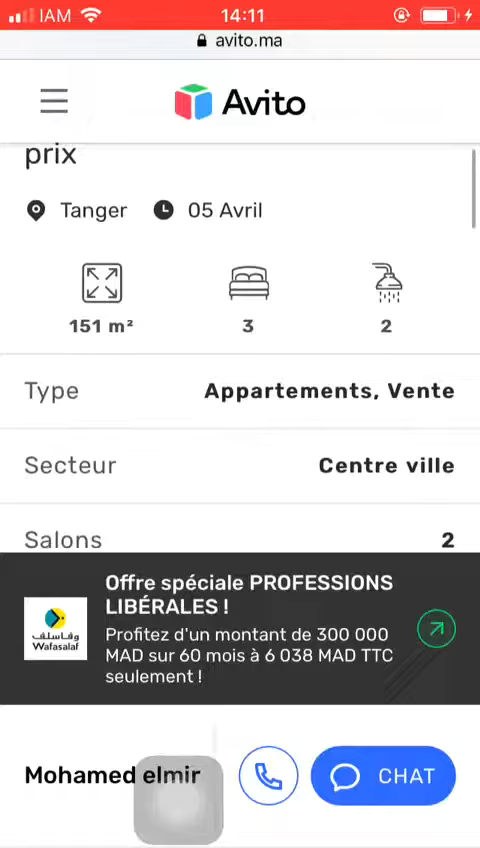 IAM 14:11
avito.ma
Avito
prix
Tanger 05 Avril
151 m² 3 2
Type Appartements, Vente
Secteur Centre ville
Salons 2
Offre spéciale PROFESSIONS
LIBÉRALES !
Profitez d'un montant de 300 000
MAD sur 60 mois à 6 038 MAD TTC
seulement !
وفاسلف
Wafasalaf
Mohamed elmir CHAT